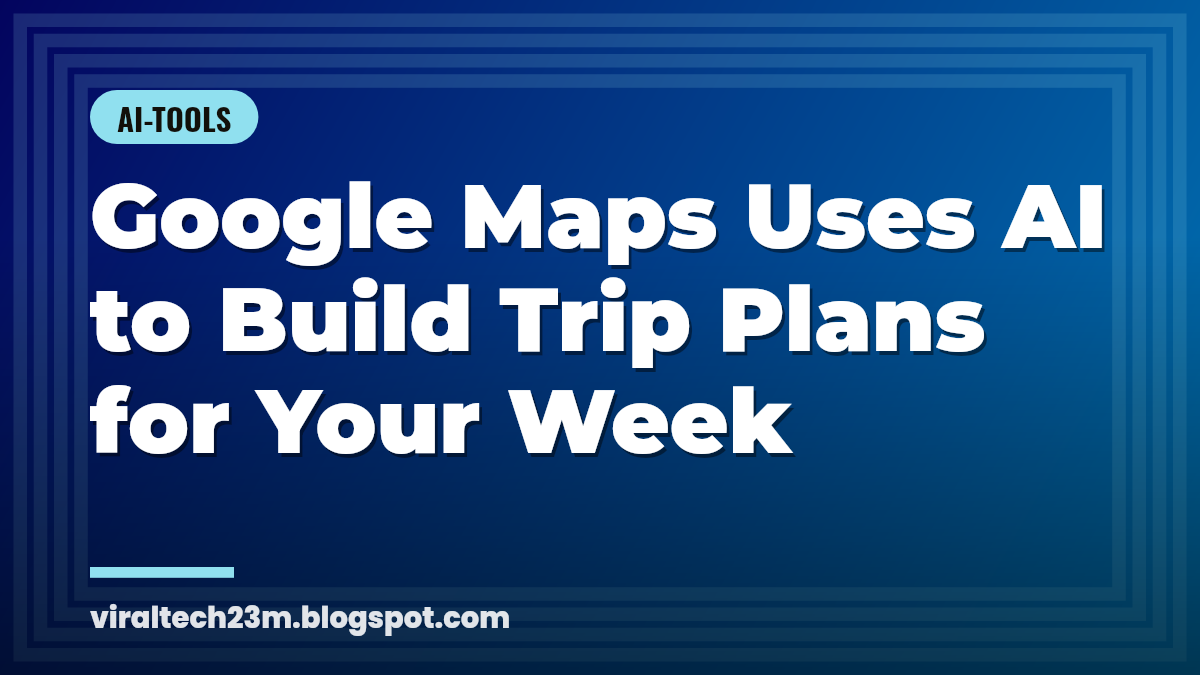 AI-TOOLS
Google Maps Uses AI
to Build Trip Plans
for Your Week
viraltech23m.blogspot.com